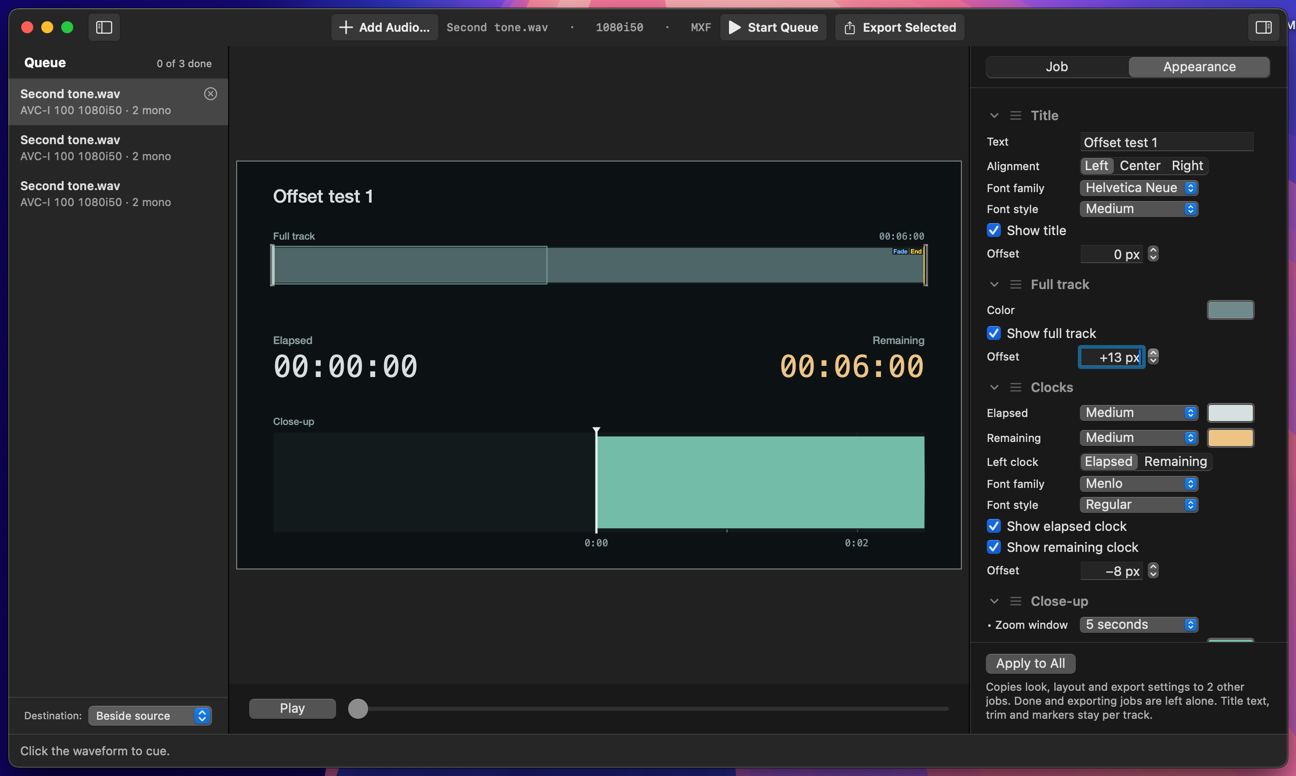 Add Audio... Second tone.wav · 1080i50 · MXF Start Queue Export Selected
Queue 0 of 3 done
Second tone.wav
AVC-I 100 1080i50 · 2 mono
Second tone.wav
AVC-I 100 1080i50 · 2 mono
Second tone.wav
AVC-I 100 1080i50 · 2 mono
Destination: Beside source
Click the waveform to cue.
Offset test 1
Full track 00:06:00
Fade End
Elapsed Remaining
00:00:00 00:06:00
Close-up
0:00 0:02
Play
Job Appearance
Title
Text Offset test 1
Alignment Left Center Right
Font family Helvetica Neue
Font style Medium
Show title
Offset 0 px
Full track
Color
Show full track
Offset +13 px
Clocks
Elapsed Medium
Remaining Medium
Left clock Elapsed Remaining
Font family Menlo
Font style Regular
Show elapsed clock
Show remaining clock
Offset −8 px
Close-up
• Zoom window 5 seconds
Apply to All
Copies look, layout and export settings to 2 other
jobs. Done and exporting jobs are left alone. Title text,
trim and markers stay per track.